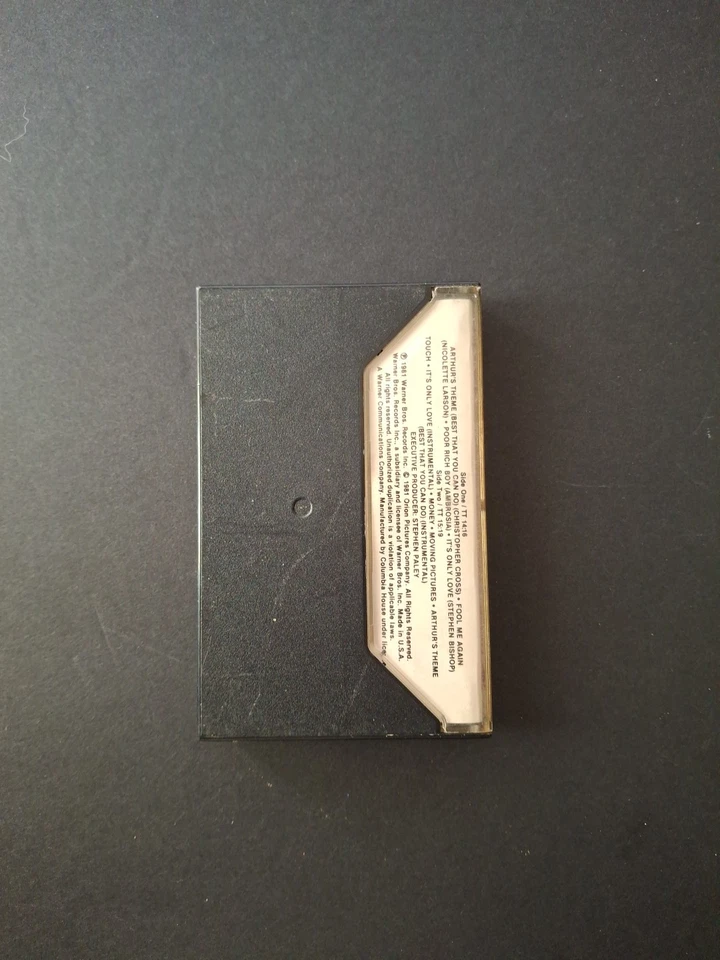 Side One / TT 14:16
ARTHUR'S THEME (BEST THAT YOU CAN DO) (CHRISTOPHER CROSS) • FOOL ME AGAIN
(NICOLETTE LARSON) • POOR RICH BOY (AMBROSIA) • IT'S ONLY LOVE (STEPHEN BISHOP)
Side Two / TT 15:19
TOUCH • IT'S ONLY LOVE (INSTRUMENTAL) • MONEY • MOVING PICTURES • ARTHUR'S THEME
(BEST THAT YOU CAN DO) (INSTRUMENTAL)
EXECUTIVE PRODUCER: STEPHEN PALEY
℗ 1981 Warner Bros. Records Inc. © 1981 Orion Pictures Company. All Rights Reserved.
Warner Bros. Records Inc., a subsidiary and licensee of Warner Bros. Inc. Made in U.S.A.
All rights reserved. Unauthorized duplication is a violation of applicable laws.
A Warner Communications Company. Manufactured by Columbia House under lice